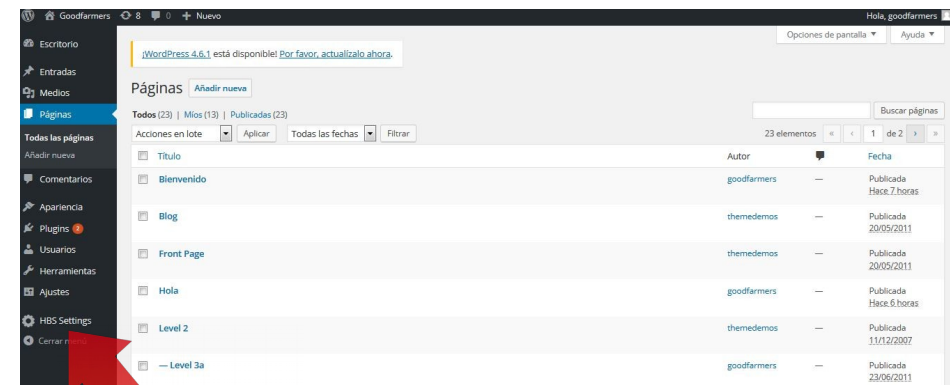 Goodfarmers 8 0 + Nuevo Hola, goodfarmers
Opciones de pantalla Ayuda
¡WordPress 4.6.1 está disponible! Por favor, actualízalo ahora.
Escritorio
Entradas
Medios
Páginas
Todas las páginas
Añadir nueva
Comentarios
Apariencia
Plugins 2
Usuarios
Herramientas
Ajustes
HBS Settings
Cerrar menú
Páginas Añadir nueva
Todos (23) | Míos (13) | Publicadas (23) Buscar páginas
Acciones en lote Aplicar Todas las fechas Filtrar 23 elementos « ‹ 1 de 2 › »
Título Autor Fecha
Bienvenido goodfarmers — Publicada
Hace 7 horas
Blog themedemos — Publicada
20/05/2011
Front Page themedemos — Publicada
20/05/2011
Hola goodfarmers — Publicada
Hace 6 horas
Level 2 themedemos — Publicada
11/12/2007
— Level 3a goodfarmers — Publicada
23/06/2011